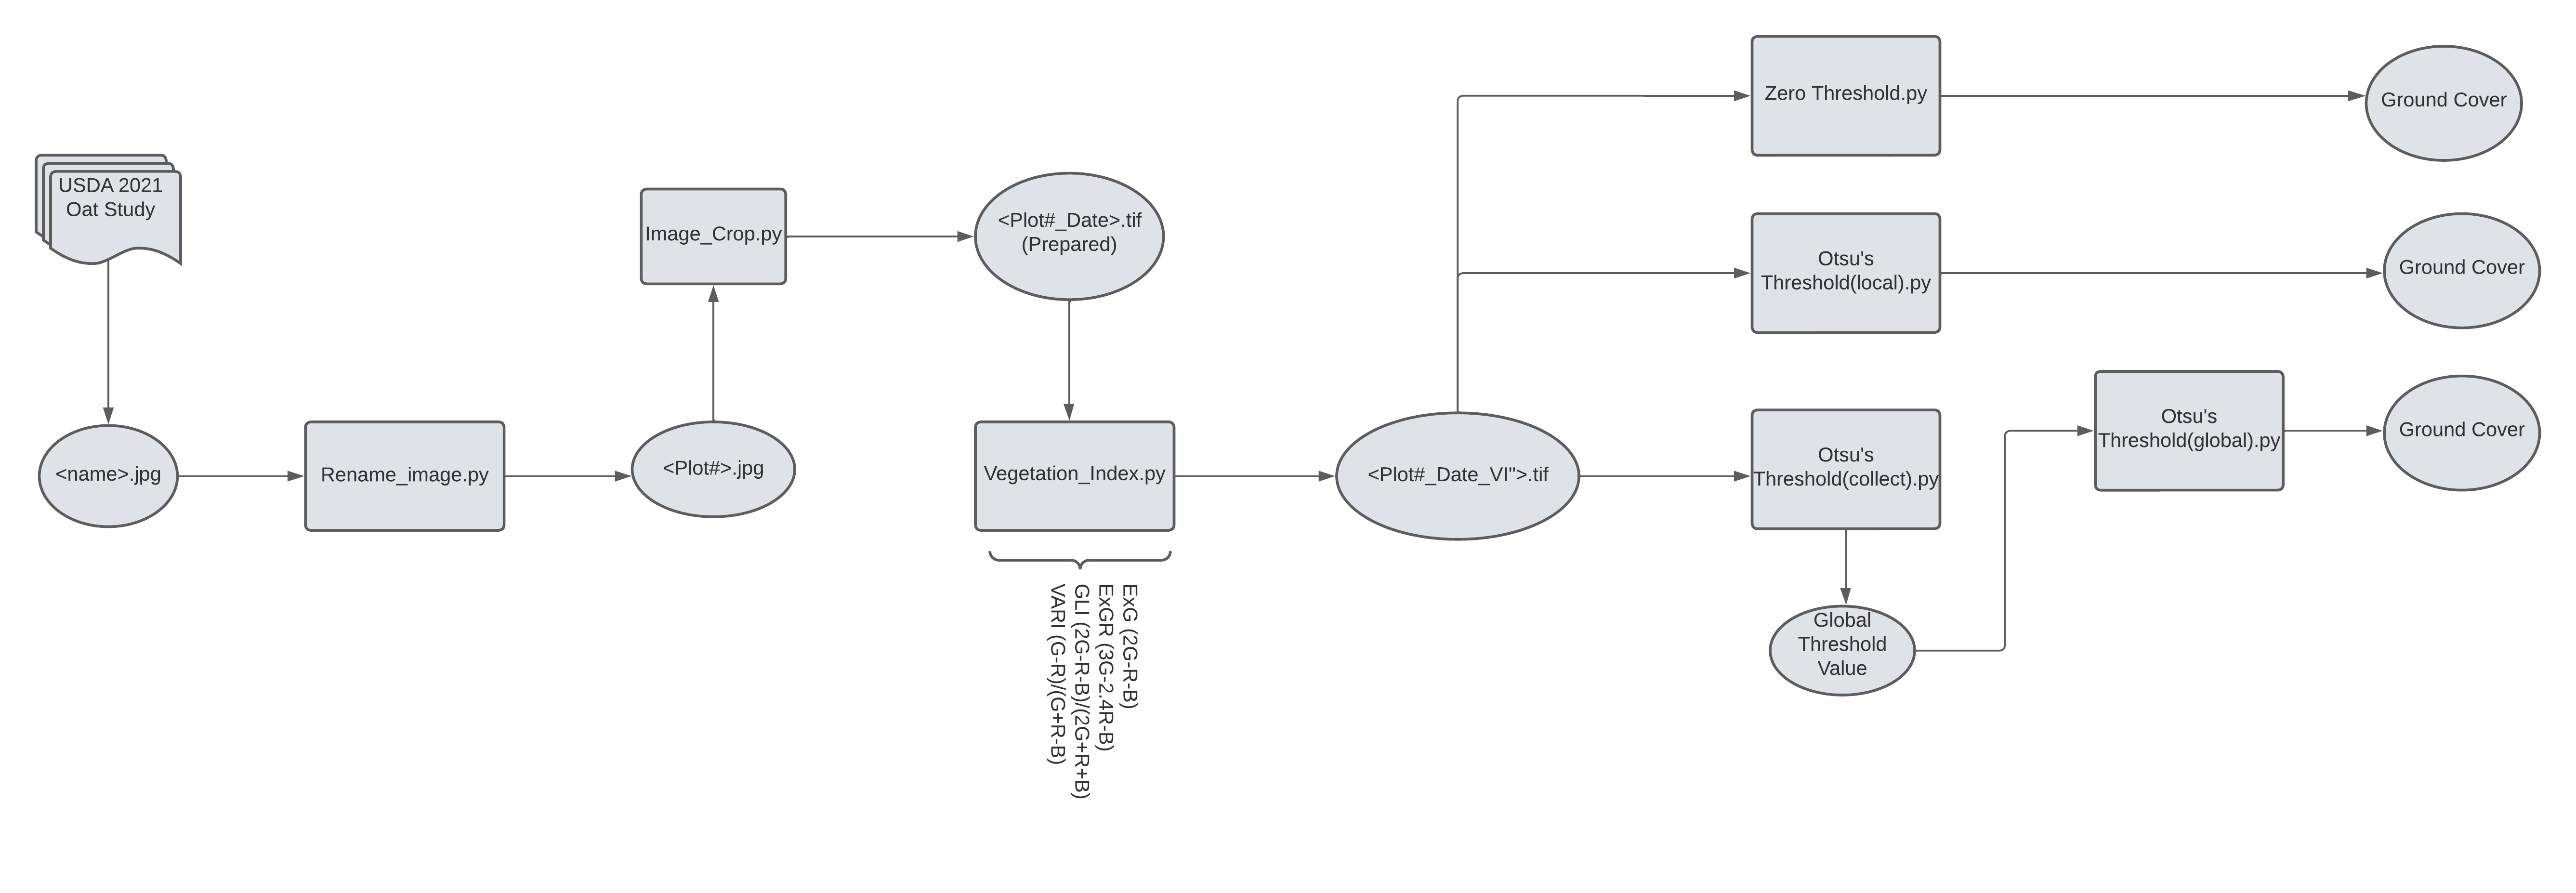 USDA 2021
Oat Study
<name>.jpg
Rename_image.py
<Plot#>.jpg
Image_Crop.py
<Plot#_Date>.tif
(Prepared)
Vegetation_Index.py
ExG (2G-R-B)
ExGR (3G-2.4R-B)
GLI (2G-R-B)/(2G+R+B)
VARI (G-R)/(G+R-B)
<Plot#_Date_VI">.tif
Zero Threshold.py
Ground Cover
Otsu's
Threshold(local).py
Ground Cover
Otsu's
Threshold(collect).py
Global
Threshold
Value
Otsu's
Threshold(global).py
Ground Cover